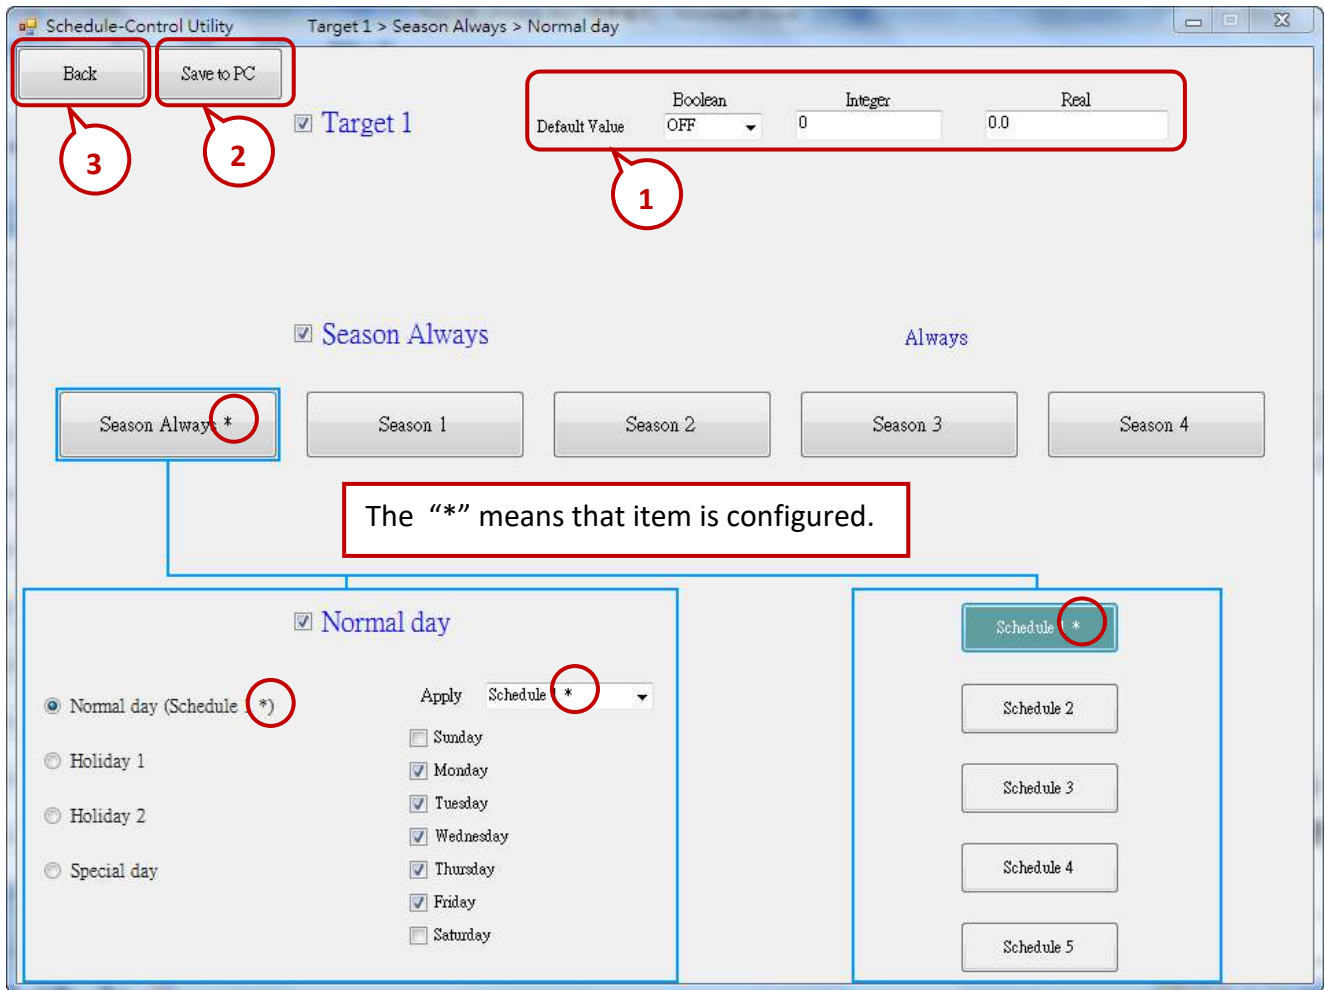 Schedule-Control Utility Target 1 > Season Always > Normal day
Back Save to PC
Target 1
Boolean Integer Real
Default Value OFF 0 0.0
3 2 1
Season Always Always
Season Always * Season 1 Season 2 Season 3 Season 4
The “*” means that item is configured.
Normal day
Normal day (Schedule 1 *)
Holiday 1
Holiday 2
Special day
Apply Schedule 1 *
Sunday
Monday
Tuesday
Wednesday
Thursday
Friday
Saturday
Schedule 1 *
Schedule 2
Schedule 3
Schedule 4
Schedule 5